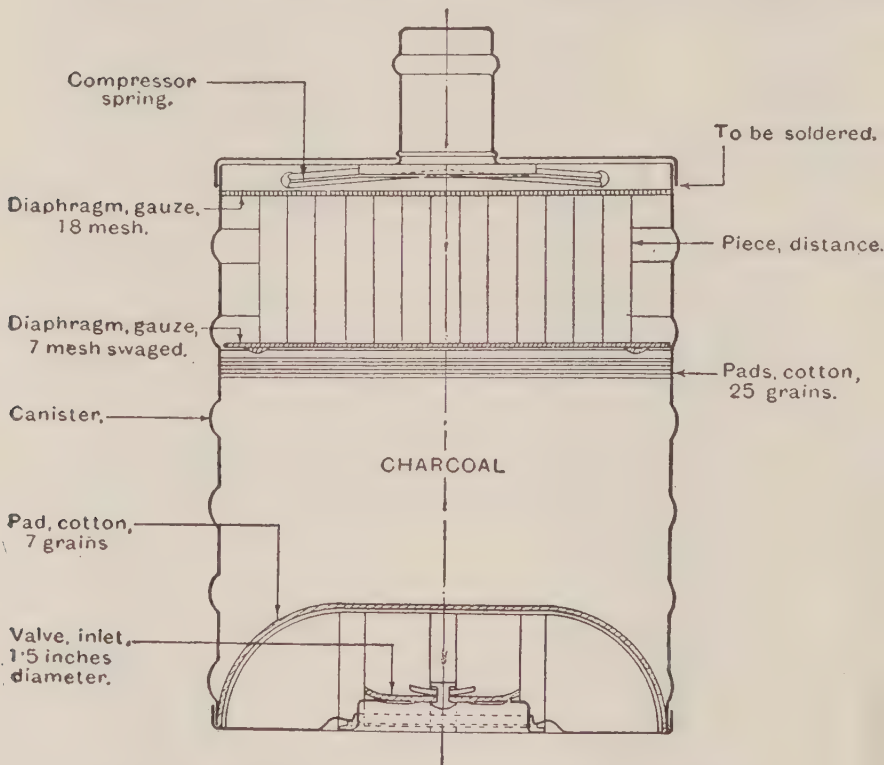 Compressor
spring.
To be soldered.
Diaphragm, gauze,
18 mesh.
Piece, distance.
Diaphragm, gauze,
7 mesh swaged.
Pads, cotton,
25 grains.
Canister.
CHARCOAL
Pad, cotton,
7 grains
Valve, inlet,
1·5 inches
diameter.